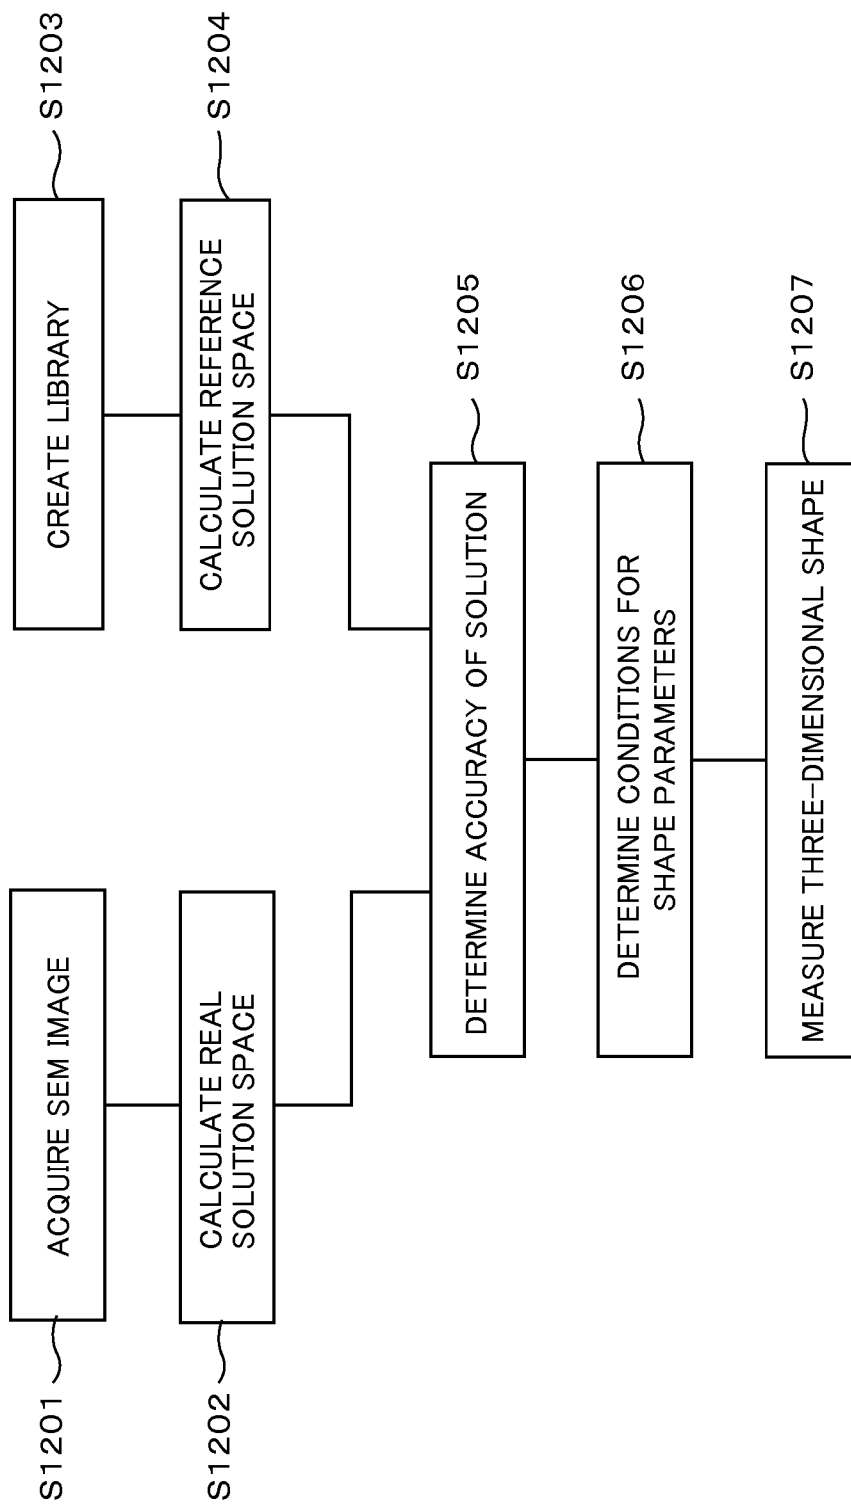 S1201
ACQUIRE SEM IMAGE
CREATE LIBRARY
S1203
S1202
CALCULATE REAL
SOLUTION SPACE
CALCULATE REFERENCE
SOLUTION SPACE
S1204
DETERMINE ACCURACY OF SOLUTION
S1205
DETERMINE CONDITIONS FOR
SHAPE PARAMETERS
S1206
MEASURE THREE-DIMENSIONAL SHAPE
S1207